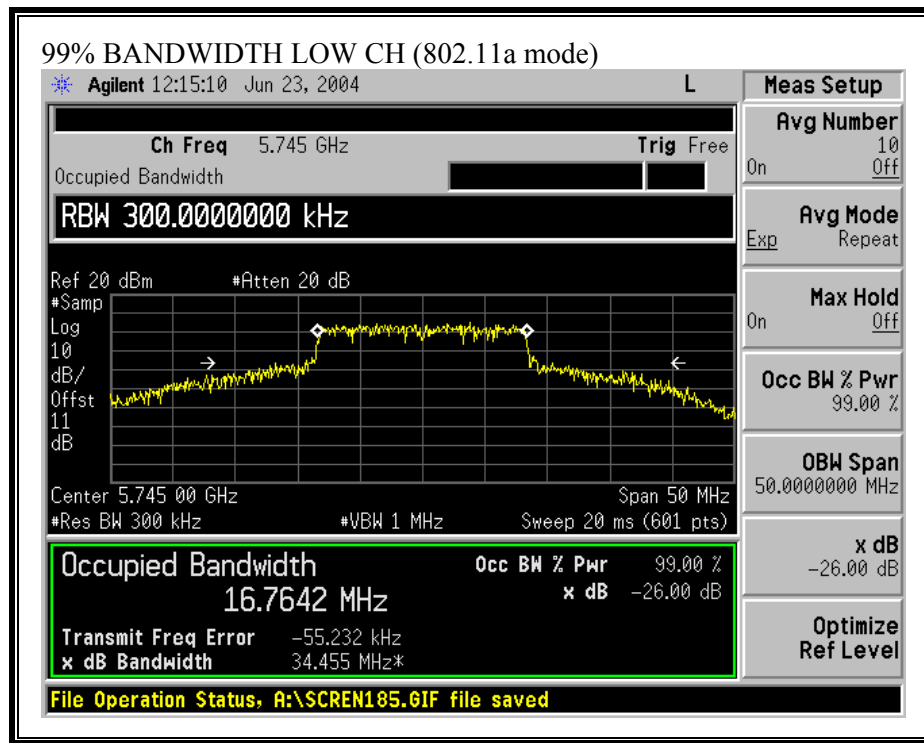 99% BANDWIDTH LOW CH (802.11a mode)
Agilent 12:15:10 Jun 23, 2004 L
Meas Setup
Ch Freq 5.745 GHz Trig Free
Occupied Bandwidth
RBW 300.0000000 kHz
Ref 20 dBm #Atten 20 dB
#Samp
Log
10
dB/
Offst
11
dB
Center 5.745 00 GHz Span 50 MHz
#Res BW 300 kHz #VBW 1 MHz Sweep 20 ms (601 pts)
Occupied Bandwidth Occ BW % Pwr 99.00 %
16.7642 MHz x dB -26.00 dB
Transmit Freq Error -55.232 kHz
x dB Bandwidth 34.455 MHz*
File Operation Status, A:\SCREN185.GIF file saved
Avg Number
10
On Off
Avg Mode
Exp Repeat
Max Hold
On Off
Occ BW % Pwr
99.00 %
OBW Span
50.0000000 MHz
x dB
-26.00 dB
Optimize
Ref Level